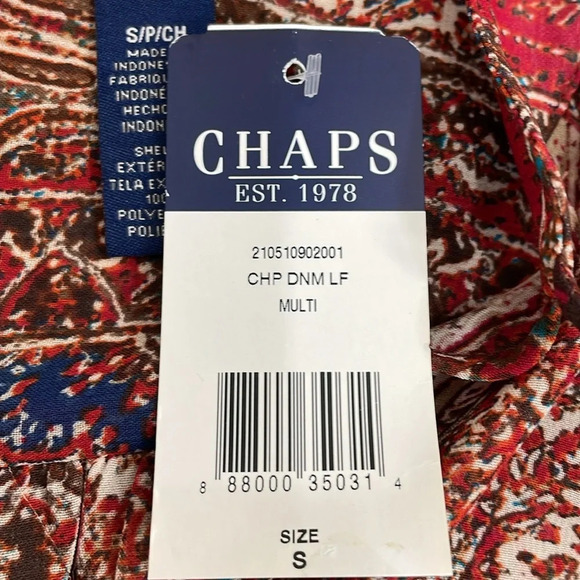 S/P/CH
MADE
INDONE
FABRIQU
INDONÉ
HECHO
INDON
SHE
EXTÉR
TELA EX
100
POLYE
POLIE
CHAPS
EST. 1978
210510902001
CHP DNM LF
MULTI
8 88000 35031 4
SIZE
S